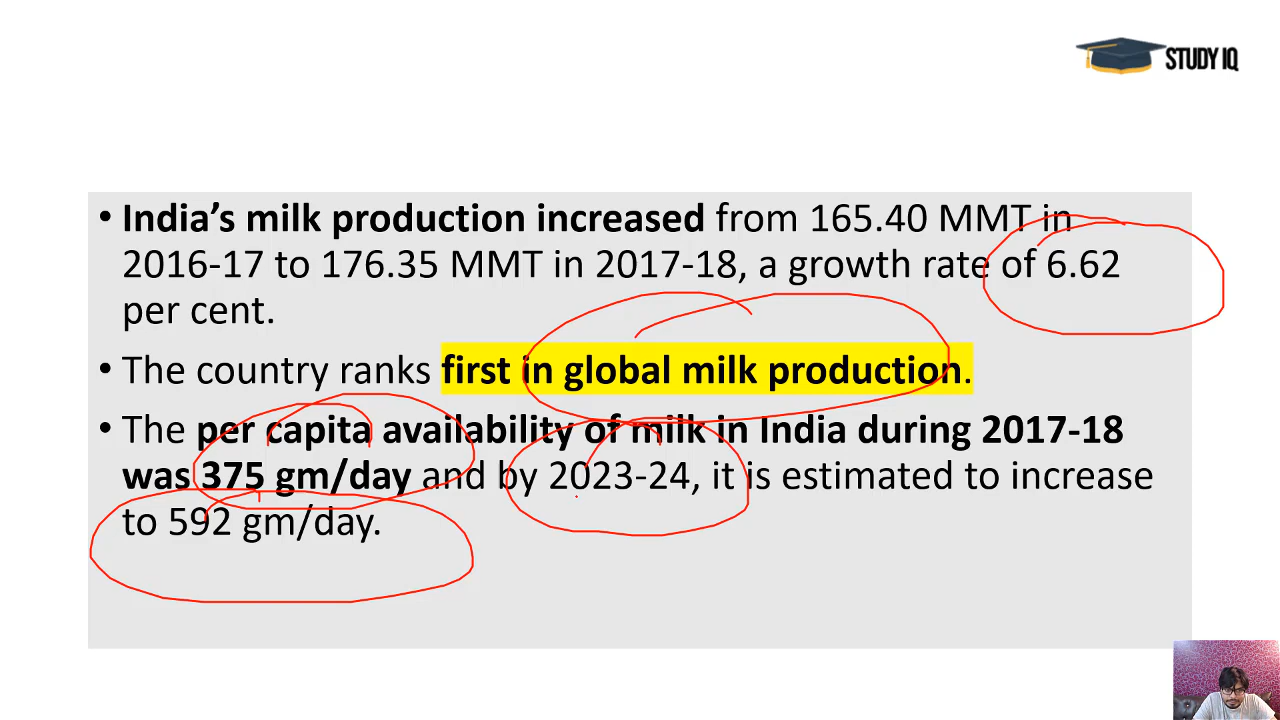 STUDY IQ
• India’s milk production increased from 165.40 MMT in
2016-17 to 176.35 MMT in 2017-18, a growth rate of 6.62
per cent.
• The country ranks first in global milk production.
• The per capita availability of milk in India during 2017-18
was 375 gm/day and by 2023-24, it is estimated to increase
to 592 gm/day.